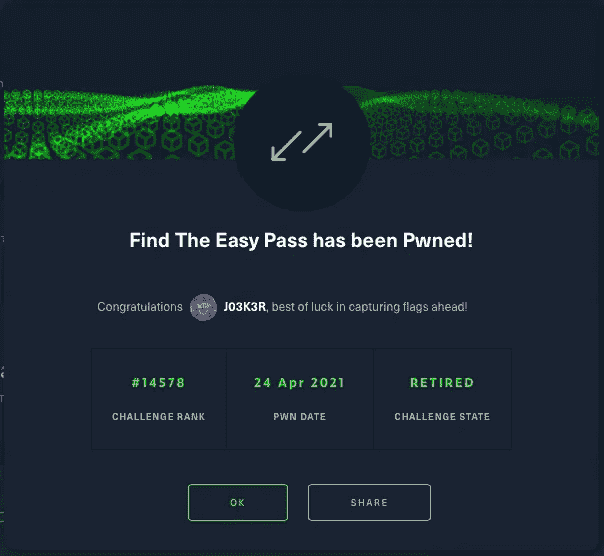 Find The Easy Pass has been Pwned!
Congratulations J03K3R, best of luck in capturing flags ahead!
#14578 24 Apr 2021 RETIRED
CHALLENGE RANK PWN DATE CHALLENGE STATE
OK SHARE